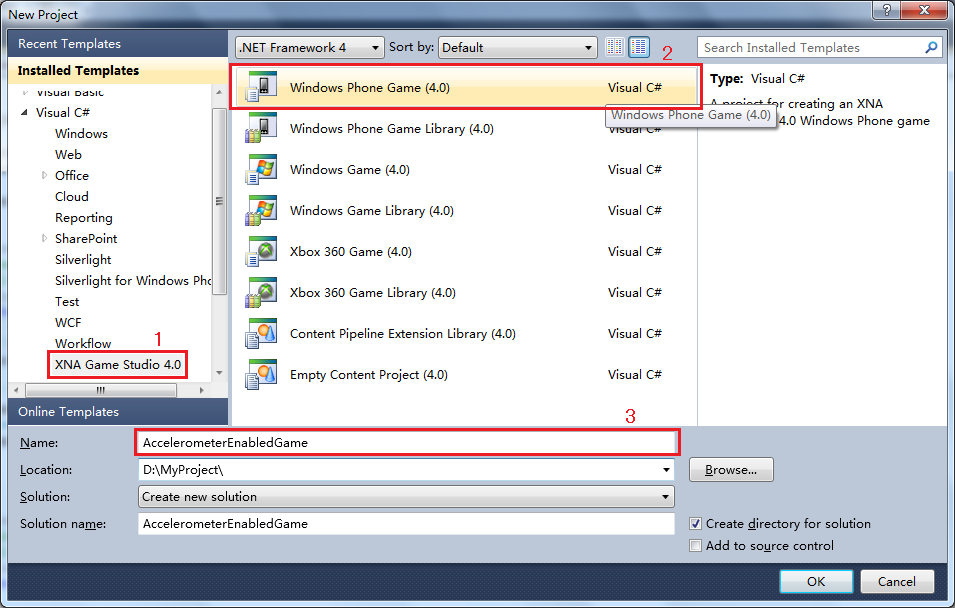 New Project
?
Recent Templates
.NET Framework 4
Sort by:
Default
2
Search Installed Templates
Installed Templates
Visual Basic
Visual C#
Windows
Web
Office
Cloud
Reporting
SharePoint
Silverlight
Silverlight for Windows Pho
Test
WCF
Workflow
1
XNA Game Studio 4.0
Online Templates
Windows Phone Game (4.0) Visual C#
Windows Phone Game (4.0)
Windows Phone Game Library (4.0) Visual C#
Windows Game (4.0) Visual C#
Windows Game Library (4.0) Visual C#
Xbox 360 Game (4.0) Visual C#
Xbox 360 Game Library (4.0) Visual C#
Content Pipeline Extension Library (4.0) Visual C#
Empty Content Project (4.0) Visual C#
Type: Visual C#
A project for creating an XNA
4.0 Windows Phone game
3
Name: AccelerometerEnabledGame
Location: D:\MyProject\
Browse...
Solution: Create new solution
Solution name: AccelerometerEnabledGame
Create directory for solution
Add to source control
OK
Cancel